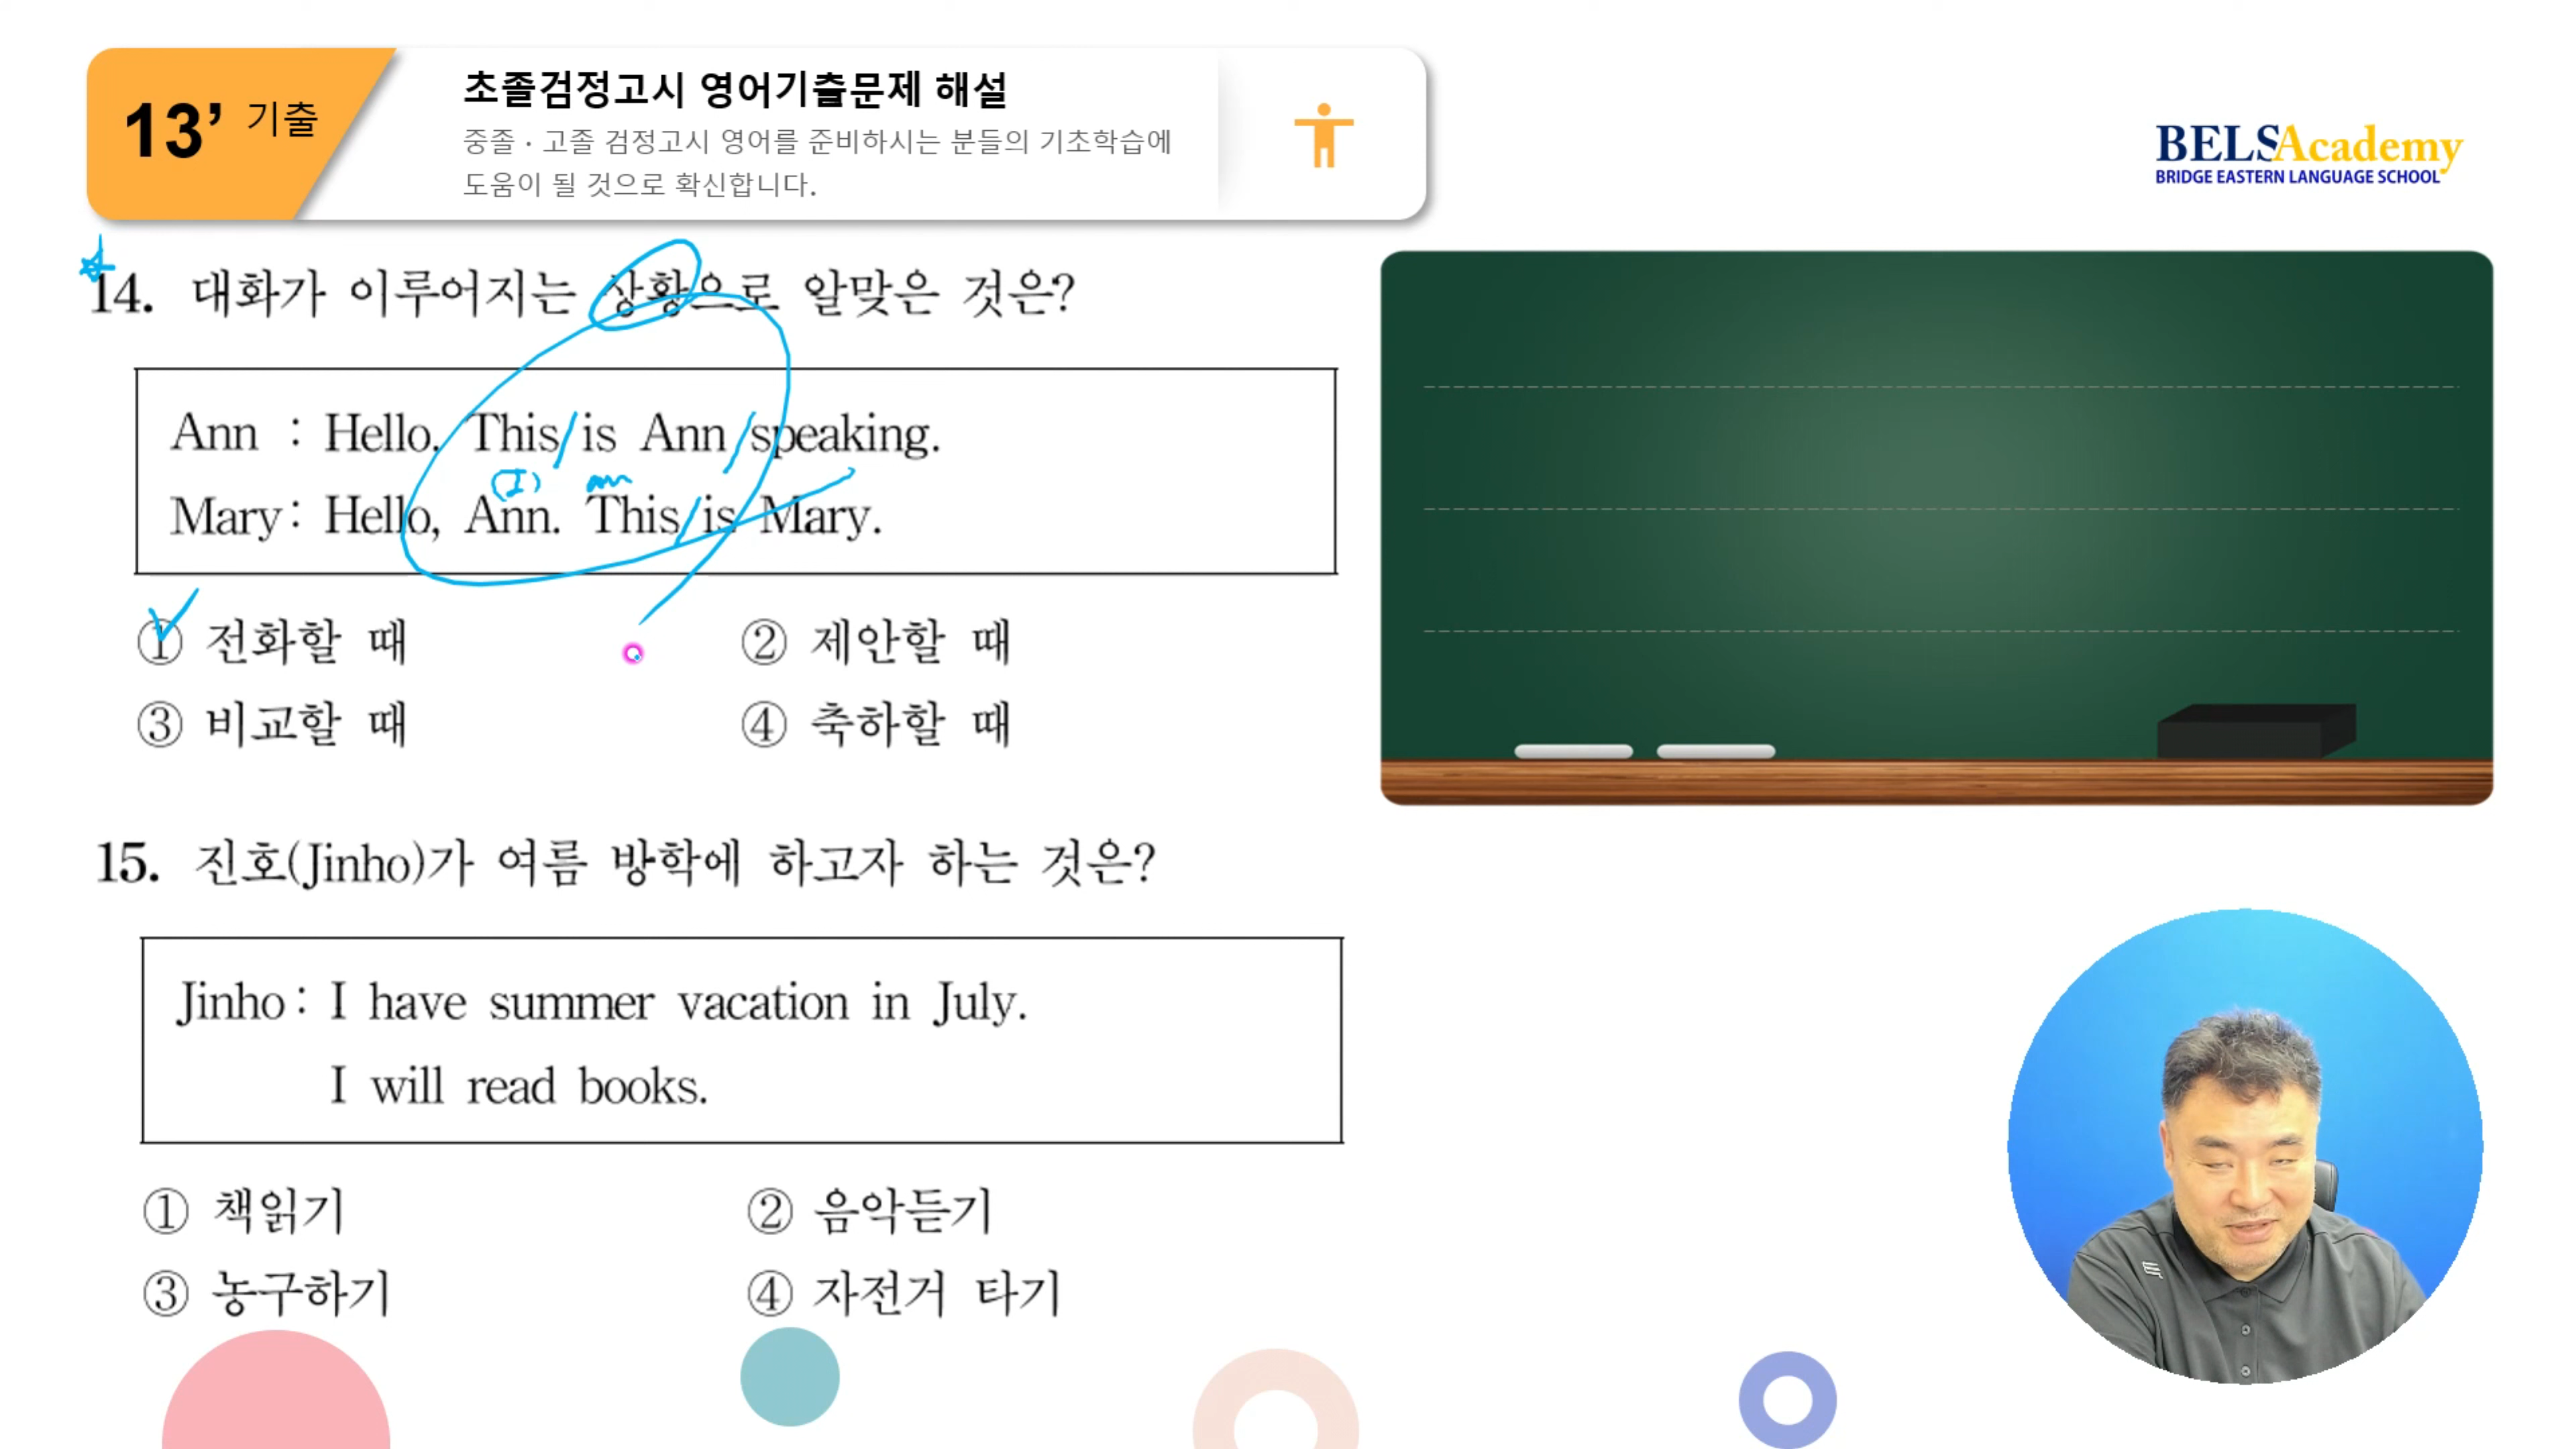 13’ 기출
초졸검정고시 영어기출문제 해설
중졸 · 고졸 검정고시 영어를 준비하시는 분들의 기초학습에
도움이 될 것으로 확신합니다.
BELSAcademy
BRIDGE EASTERN LANGUAGE SCHOOL
14. 대화가 이루어지는 상황으로 알맞은 것은?
Ann : Hello, This is Ann speaking.
(I) am
Mary : Hello, Ann. This is Mary.
① 전화할 때
② 제안할 때
③ 비교할 때
④ 축하할 때
15. 진호(Jinho)가 여름 방학에 하고자 하는 것은?
Jinho : I have summer vacation in July.
I will read books.
① 책읽기
② 음악듣기
③ 농구하기
④ 자전거 타기